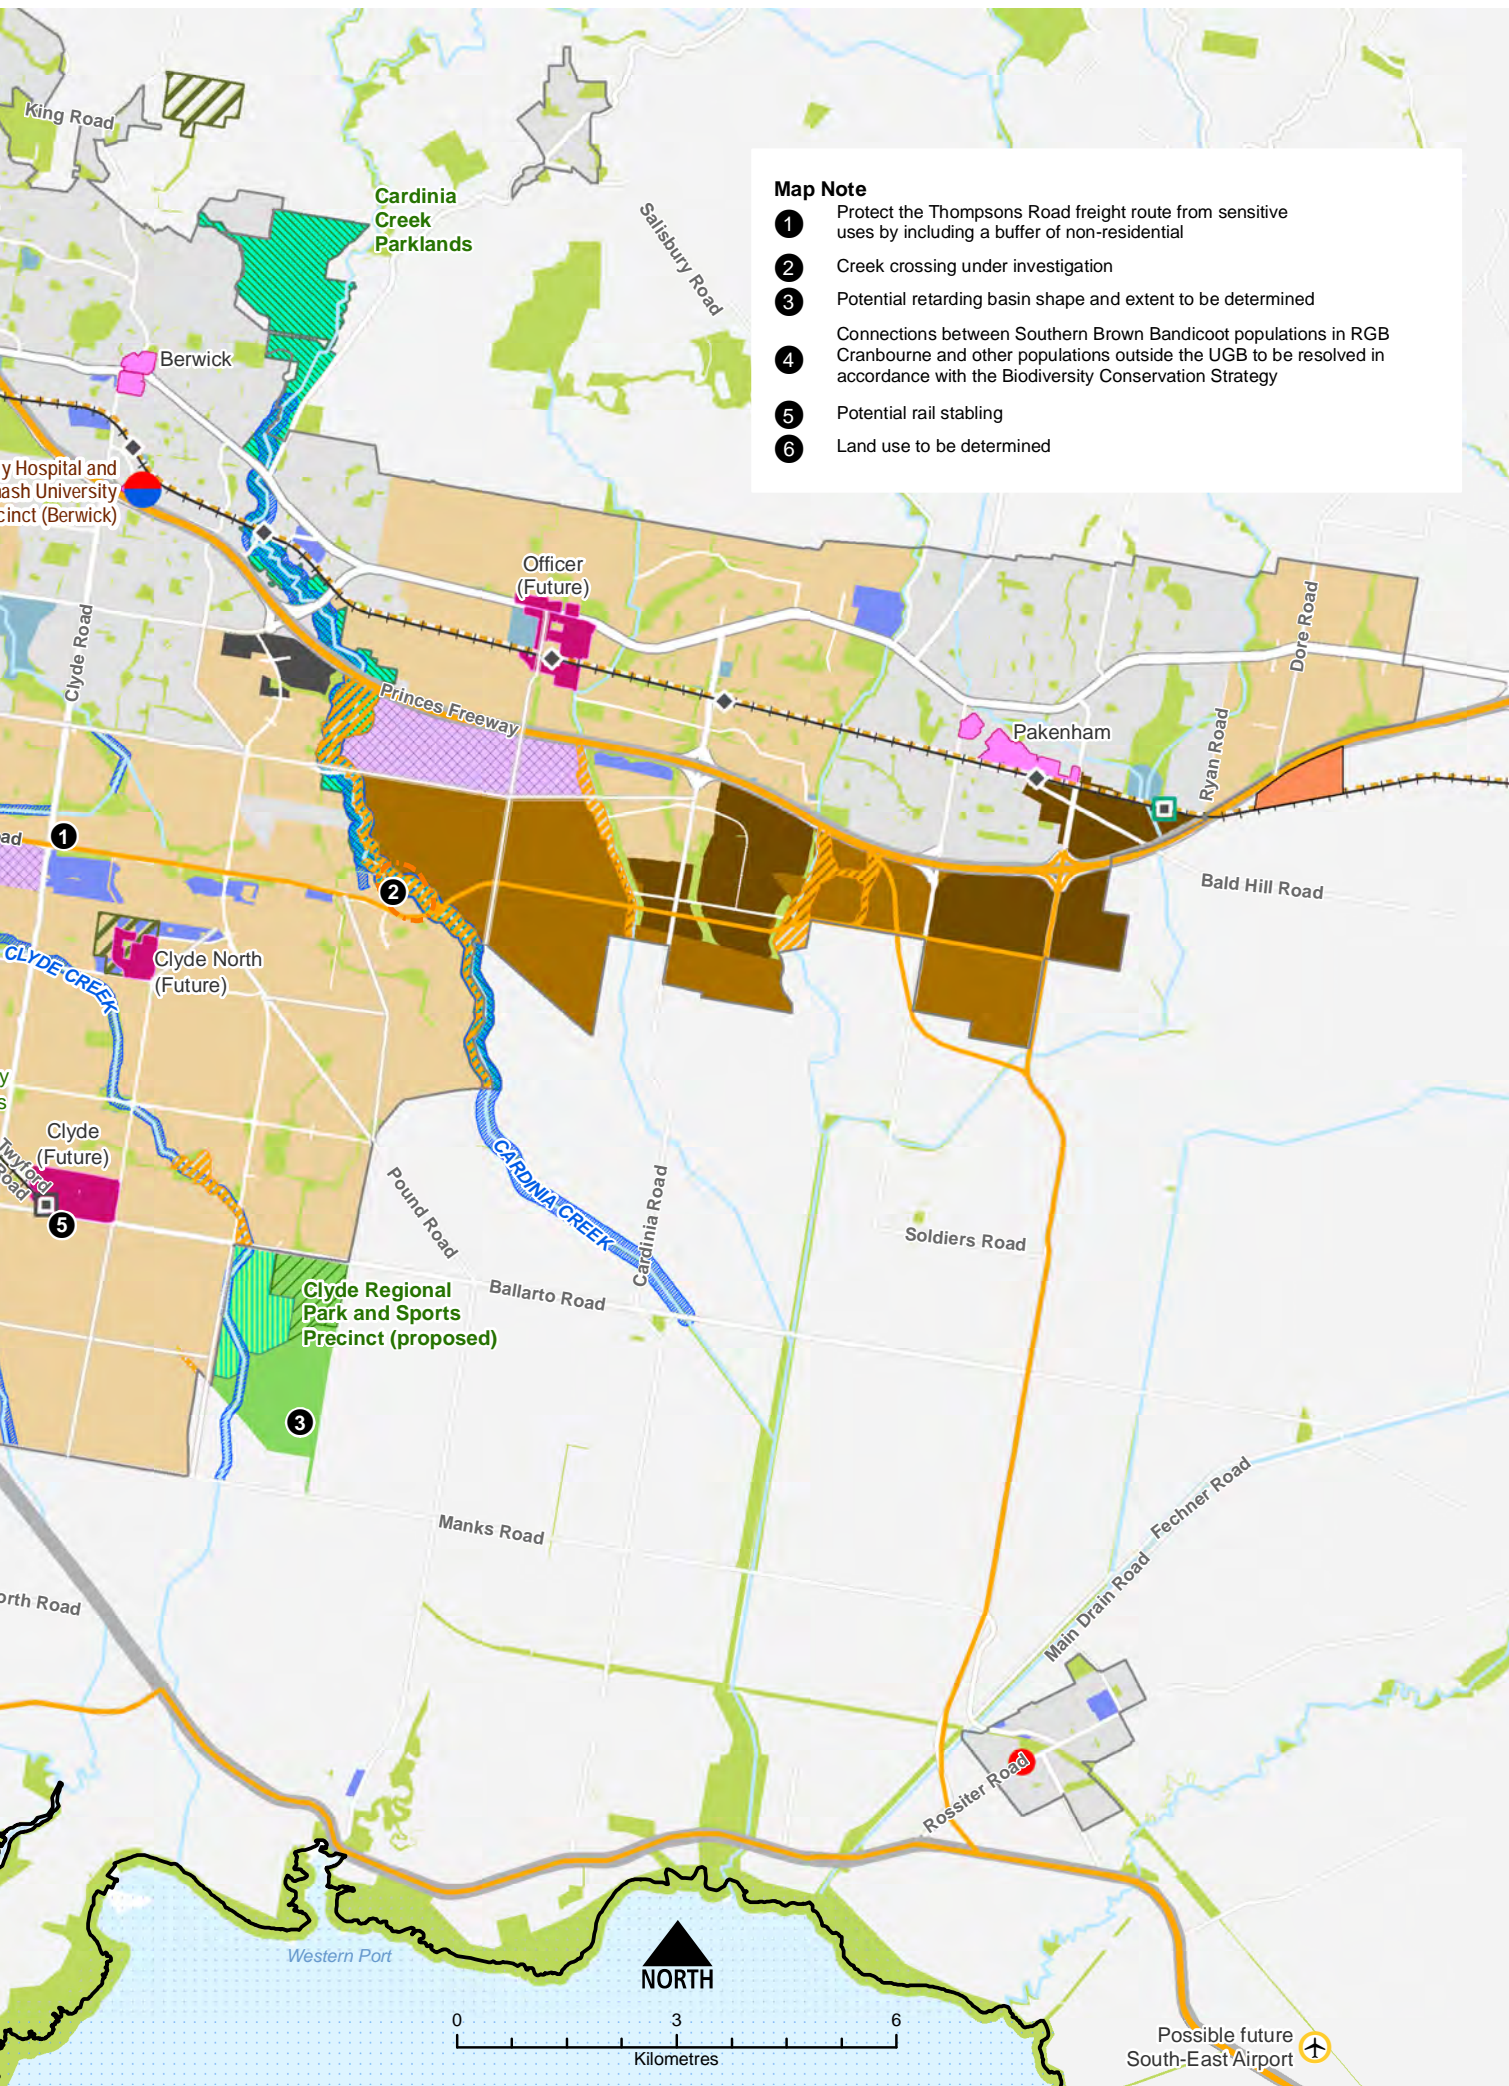 King Road
Cardinia
Creek
Parklands
Salisbury Road
Map Note
1 Protect the Thompsons Road freight route from sensitive
uses by including a buffer of non-residential
2 Creek crossing under investigation
3 Potential retarding basin shape and extent to be determined
4 Connections between Southern Brown Bandicoot populations in RGB
Cranbourne and other populations outside the UGB to be resolved in
accordance with the Biodiversity Conservation Strategy
5 Potential rail stabling
6 Land use to be determined
Berwick
y Hospital and
ash University
cinct (Berwick)
Officer
(Future)
Clyde Road
Dore Road
Princes Freeway
Pakenham
Ryan Road
1
ad
2
Bald Hill Road
CLYDE CREEK
Clyde North
(Future)
y
s
Clyde
(Future)
Twyford
Road
5
Pound Road
CARDINIA CREEK
Cardinia Road
Soldiers Road
Clyde Regional
Park and Sports
Precinct (proposed)
Ballarto Road
3
Manks Road
Fechner Road
Main Drain Road
orth Road
Rossiter Road
Western Port
NORTH
0 3 6
Kilometres
Possible future
South-East Airport